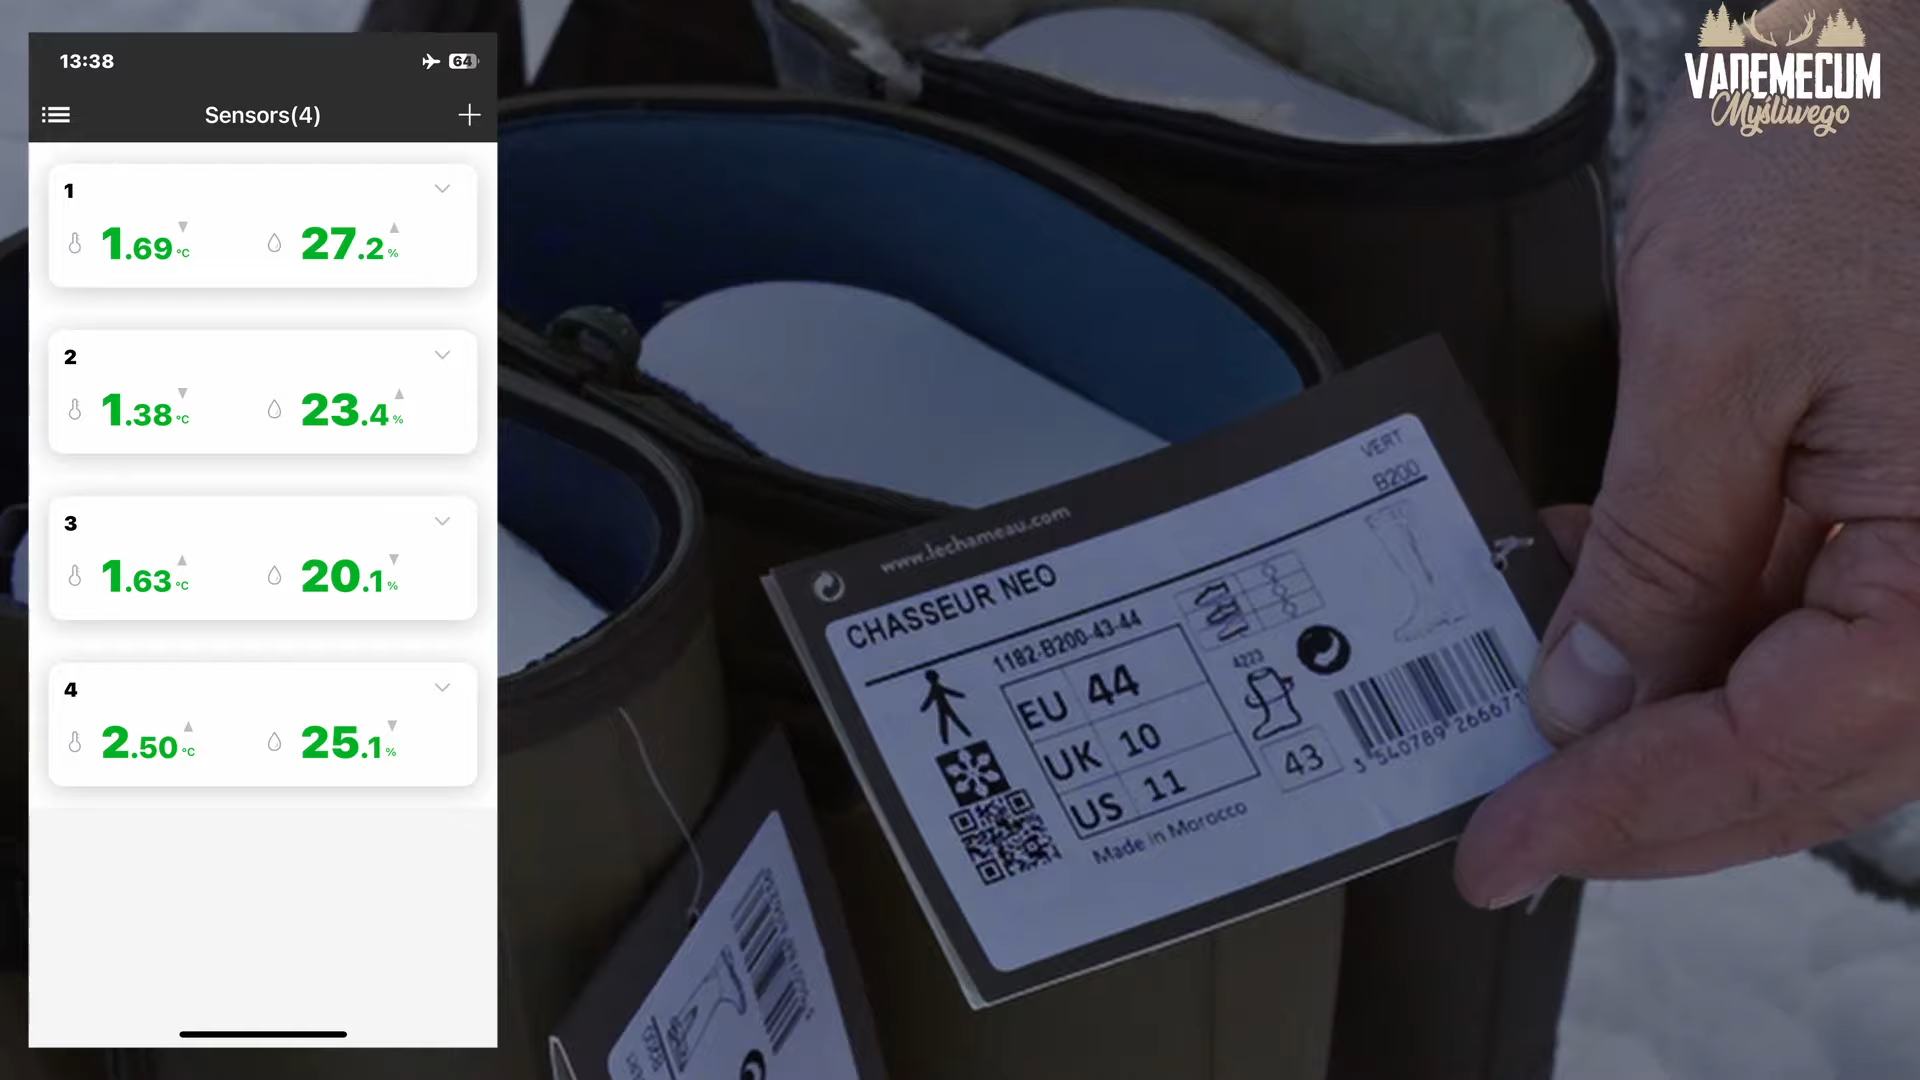 13:38
64
Sensors(4)
1
1.69 °C
27.2 %
2
1.38 °C
23.4 %
3
1.63 °C
20.1 %
4
2.50 °C
25.1 %
VADEMECUM
Myśliwego
VERT
B200
www.lechameau.com
CHASSEUR NEO
1182-B200-43-44
EU 44
UK 10
US 11
4223
43
Made in Morocco